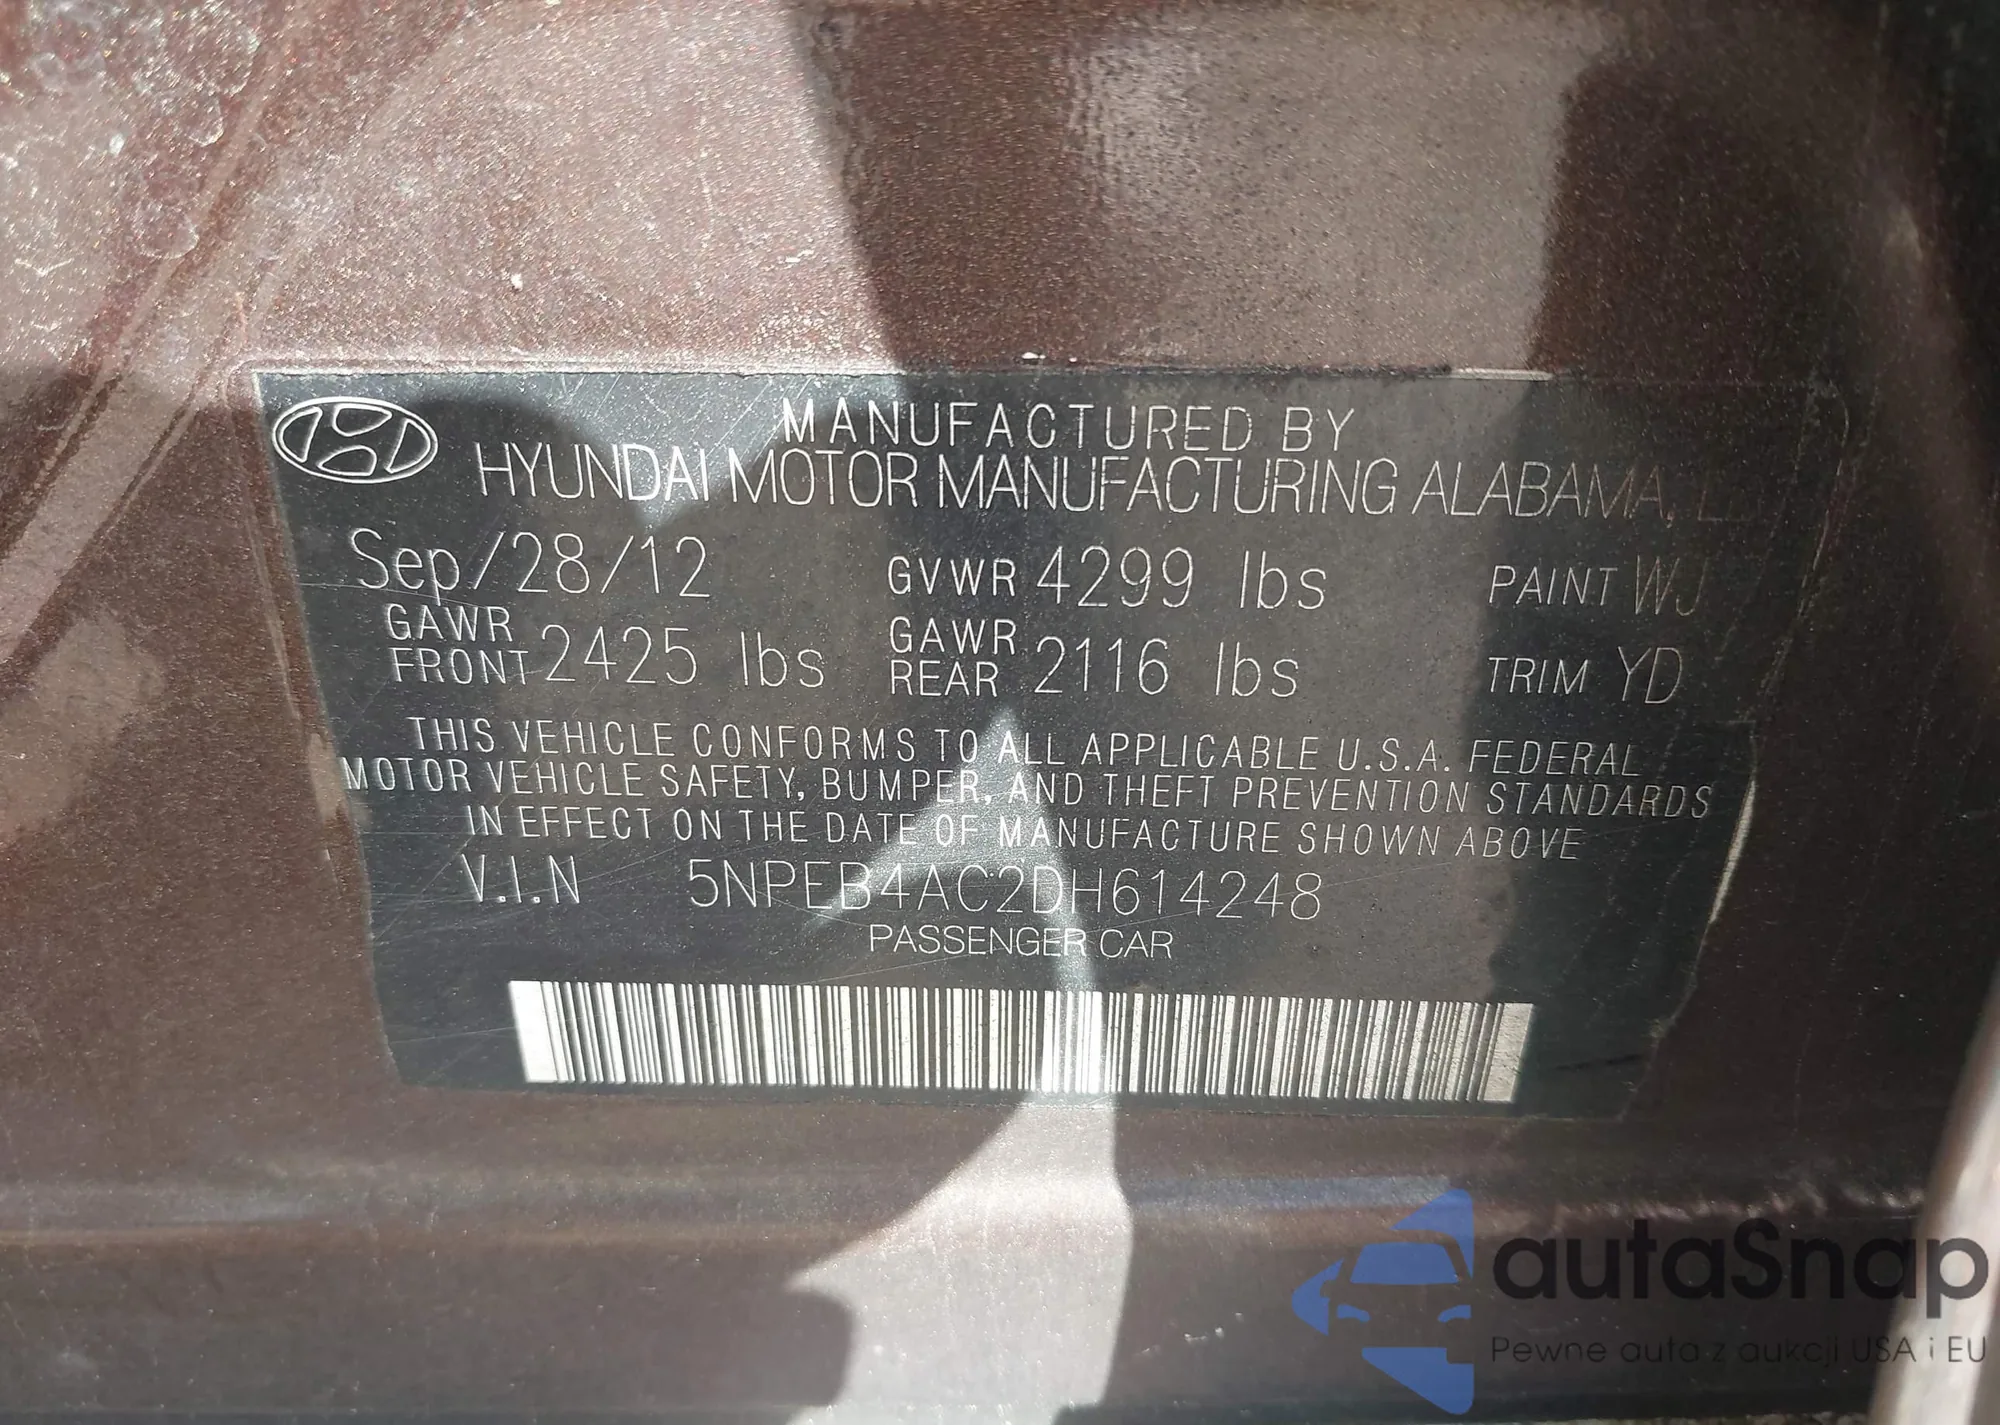 MANUFACTURED BY
HYUNDAI MOTOR MANUFACTURING ALABAMA,
Sep/28/12 GVWR 4299 lbs PAINT WJ
GAWR FRONT 2425 lbs GAWR REAR 2116 lbs TRIM YD
THIS VEHICLE CONFORMS TO ALL APPLICABLE U.S.A. FEDERAL
MOTOR VEHICLE SAFETY, BUMPER, AND THEFT PREVENTION STANDARDS
IN EFFECT ON THE DATE OF MANUFACTURE SHOWN ABOVE
V.I.N 5NPEB4AC2DH614248
PASSENGER CAR
autaSnap
Pewne auta z aukcji USA i EU